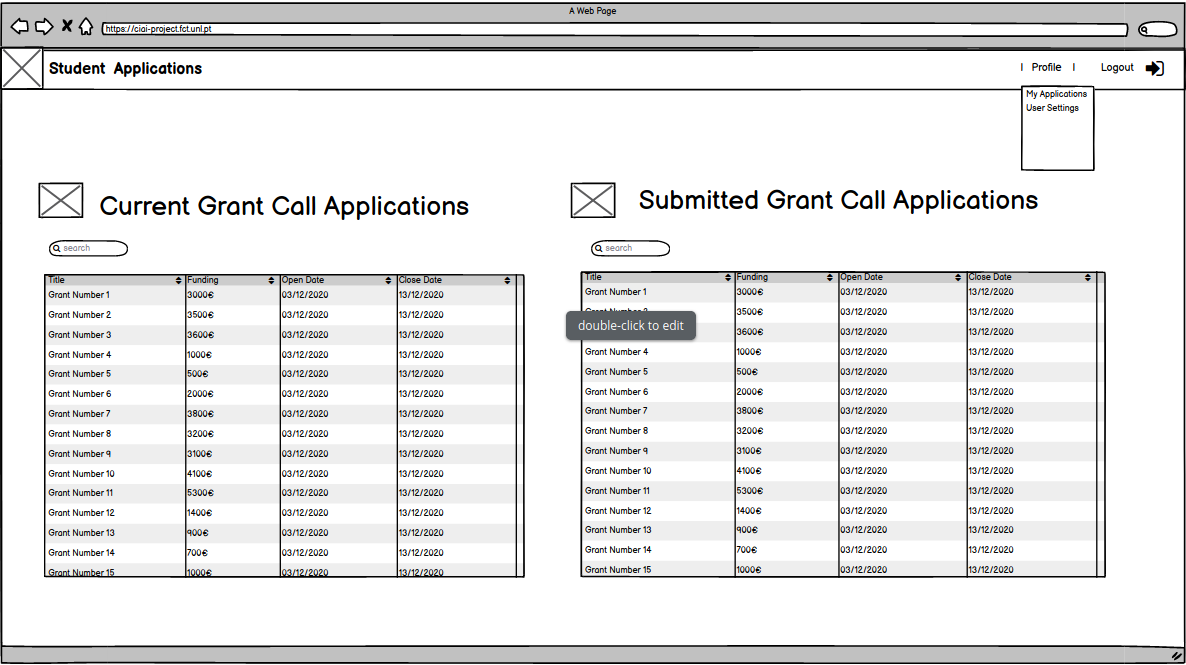 A Web Page
https://ciai-project.fct.unl.pt
Student Applications
Profile
Logout
My Applications
User Settings
Current Grant Call Applications
search
Title Funding Open Date Close Date
Grant Number 1 3000€ 03/12/2020 13/12/2020
Grant Number 2 3500€ 03/12/2020 13/12/2020
Grant Number 3 3600€ 03/12/2020 13/12/2020
Grant Number 4 1000€ 03/12/2020 13/12/2020
Grant Number 5 500€ 03/12/2020 13/12/2020
Grant Number 6 2000€ 03/12/2020 13/12/2020
Grant Number 7 3800€ 03/12/2020 13/12/2020
Grant Number 8 3200€ 03/12/2020 13/12/2020
Grant Number 9 3100€ 03/12/2020 13/12/2020
Grant Number 10 4100€ 03/12/2020 13/12/2020
Grant Number 11 5300€ 03/12/2020 13/12/2020
Grant Number 12 1400€ 03/12/2020 13/12/2020
Grant Number 13 900€ 03/12/2020 13/12/2020
Grant Number 14 700€ 03/12/2020 13/12/2020
Grant Number 15 1000€ 03/12/2020 13/12/2020
Submitted Grant Call Applications
search
Title Funding Open Date Close Date
Grant Number 1 3000€ 03/12/2020 13/12/2020
3500€ 03/12/2020 13/12/2020
double-click to edit
3600€ 03/12/2020 13/12/2020
Grant Number 4 1000€ 03/12/2020 13/12/2020
Grant Number 5 500€ 03/12/2020 13/12/2020
Grant Number 6 2000€ 03/12/2020 13/12/2020
Grant Number 7 3800€ 03/12/2020 13/12/2020
Grant Number 8 3200€ 03/12/2020 13/12/2020
Grant Number 9 3100€ 03/12/2020 13/12/2020
Grant Number 10 4100€ 03/12/2020 13/12/2020
Grant Number 11 5300€ 03/12/2020 13/12/2020
Grant Number 12 1400€ 03/12/2020 13/12/2020
Grant Number 13 900€ 03/12/2020 13/12/2020
Grant Number 14 700€ 03/12/2020 13/12/2020
Grant Number 15 1000€ 03/12/2020 13/12/2020